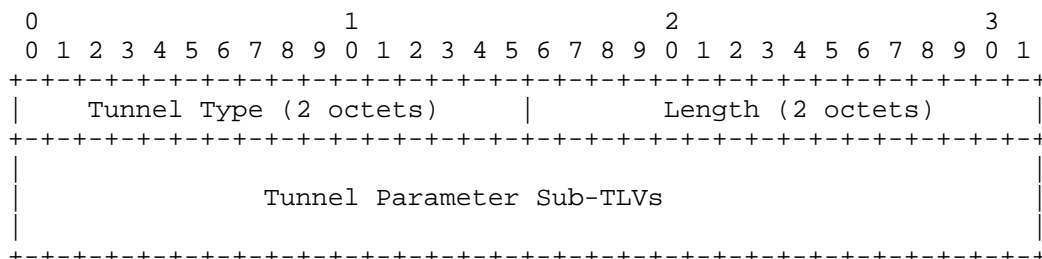 0                   1                   2                   3
0 1 2 3 4 5 6 7 8 9 0 1 2 3 4 5 6 7 8 9 0 1 2 3 4 5 6 7 8 9 0 1
+-+-+-+-+-+-+-+-+-+-+-+-+-+-+-+-+-+-+-+-+-+-+-+-+-+-+-+-+-+-+-+-+
|    Tunnel Type (2 octets)     |        Length (2 octets)      |
+-+-+-+-+-+-+-+-+-+-+-+-+-+-+-+-+-+-+-+-+-+-+-+-+-+-+-+-+-+-+-+-+
|                                                               |
|               Tunnel Parameter Sub-TLVs                       |
|                                                               |
+-+-+-+-+-+-+-+-+-+-+-+-+-+-+-+-+-+-+-+-+-+-+-+-+-+-+-+-+-+-+-+-+